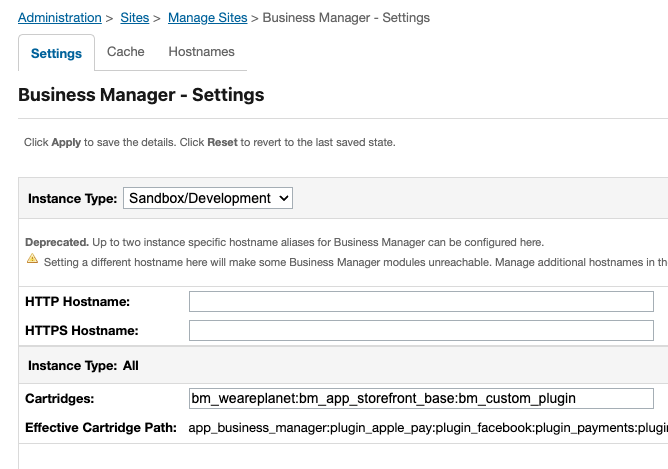 Administration > Sites > Manage Sites > Business Manager - Settings
Settings Cache Hostnames
Business Manager - Settings
Click Apply to save the details. Click Reset to revert to the last saved state.
Instance Type: Sandbox/Development
Deprecated. Up to two instance specific hostname aliases for Business Manager can be configured here.
Setting a different hostname here will make some Business Manager modules unreachable. Manage additional hostnames in th
HTTP Hostname:
HTTPS Hostname:
Instance Type: All
Cartridges: bm_weareplanet:bm_app_storefront_base:bm_custom_plugin
Effective Cartridge Path: app_business_manager:plugin_apple_pay:plugin_facebook:plugin_payments:plugi